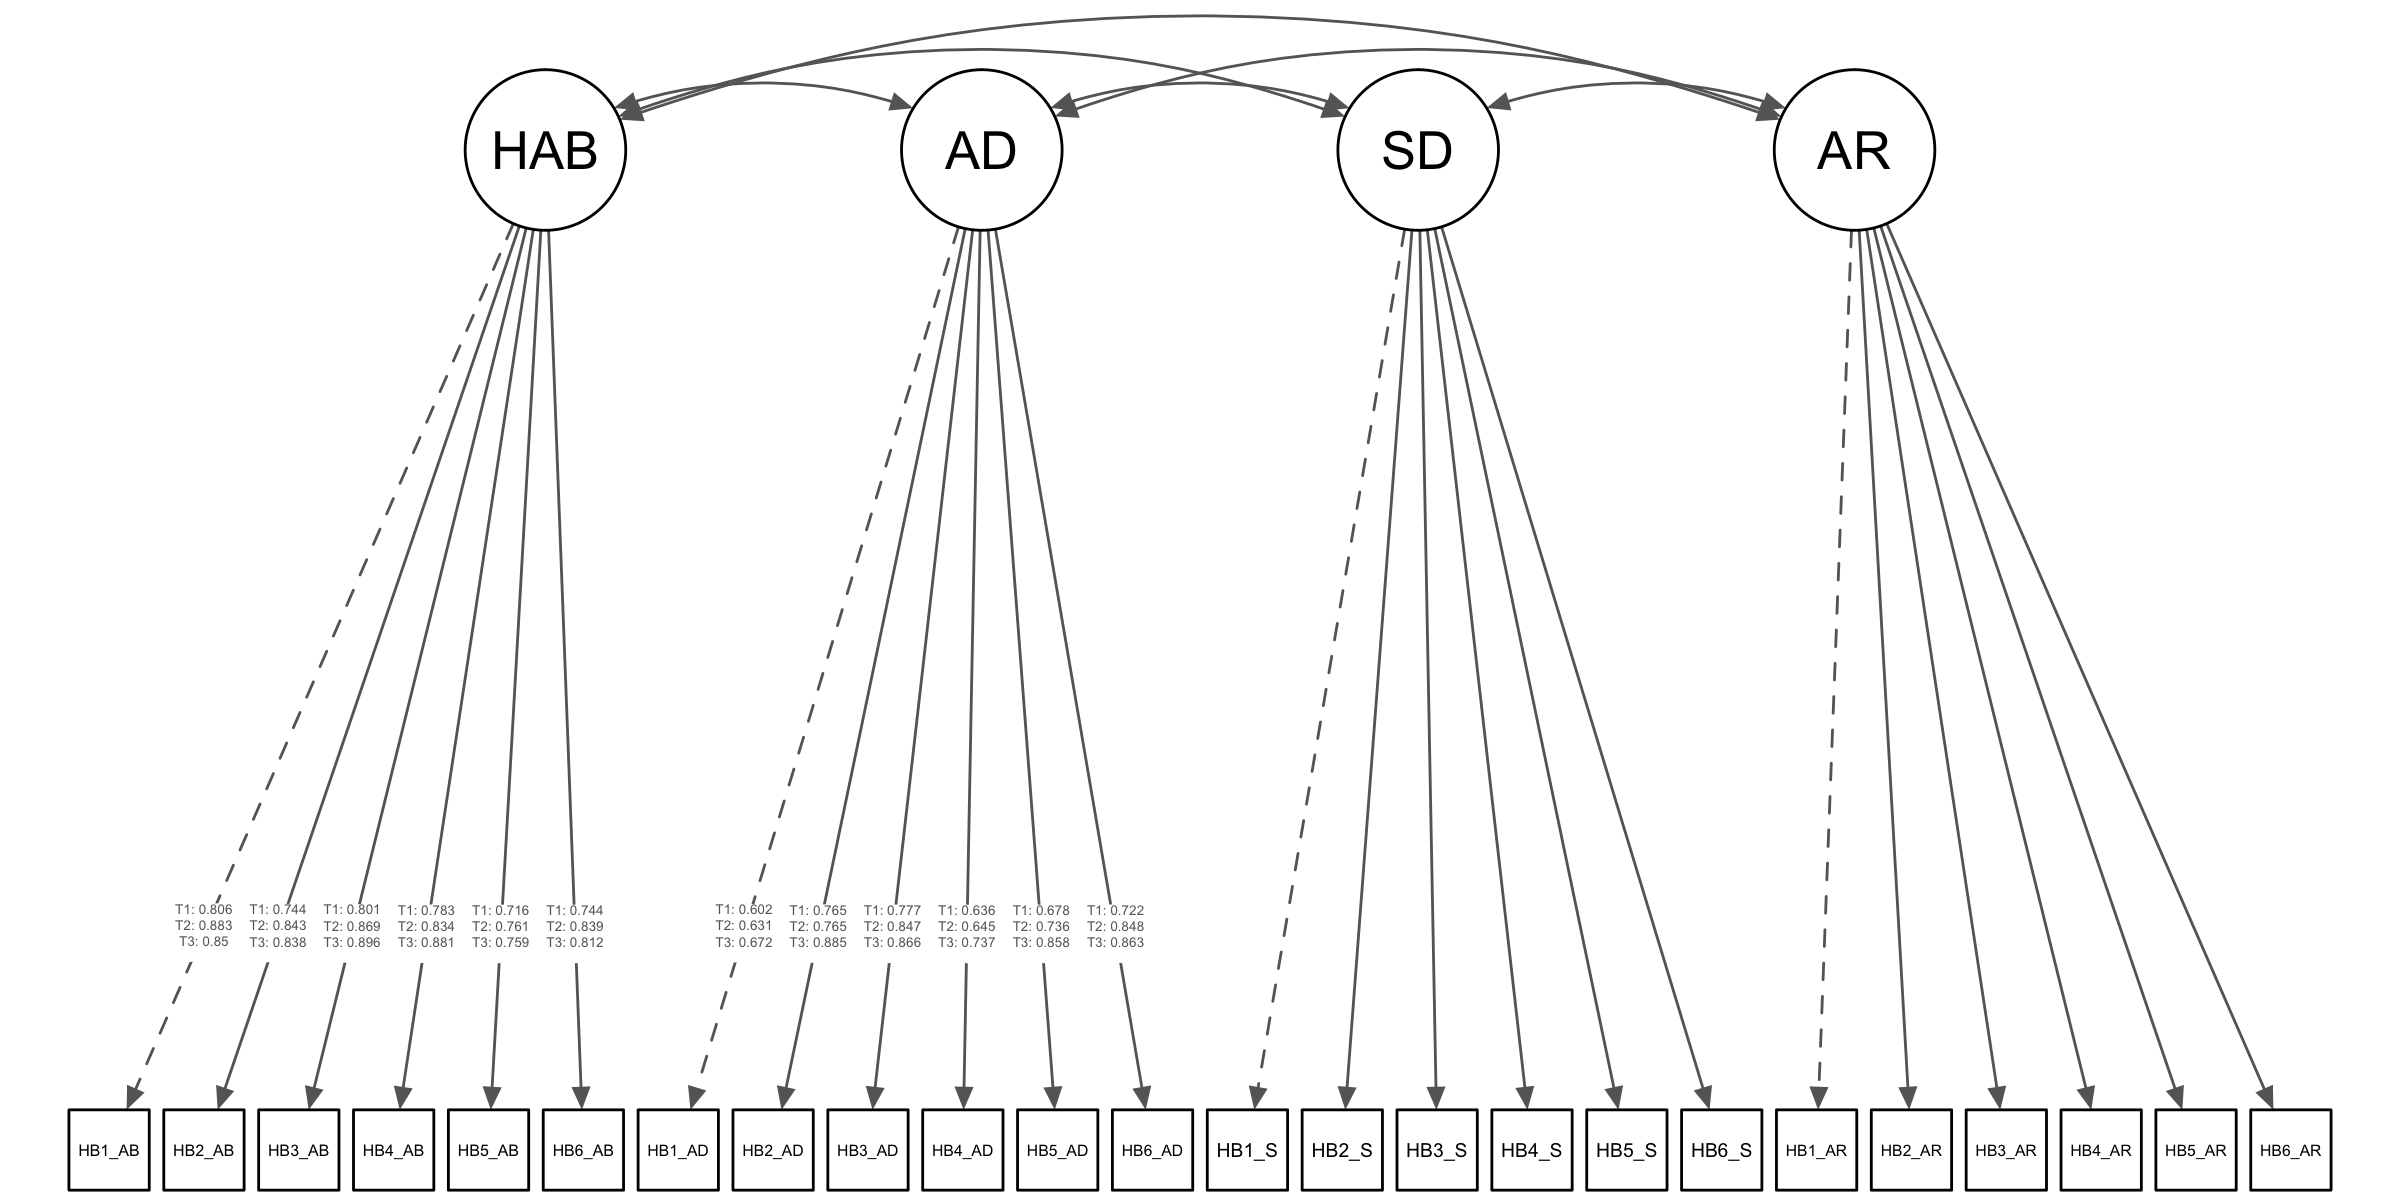 HAB
AD
SD
AR
T1: 0.806
T2: 0.883
T3: 0.85
T1: 0.744
T2: 0.843
T3: 0.838
T1: 0.801
T2: 0.869
T3: 0.896
T1: 0.783
T2: 0.834
T3: 0.881
T1: 0.716
T2: 0.761
T3: 0.759
T1: 0.744
T2: 0.839
T3: 0.812
T1: 0.602
T2: 0.631
T3: 0.672
T1: 0.765
T2: 0.765
T3: 0.885
T1: 0.777
T2: 0.847
T3: 0.866
T1: 0.636
T2: 0.645
T3: 0.737
T1: 0.678
T2: 0.736
T3: 0.858
T1: 0.722
T2: 0.848
T3: 0.863
HB1_AB
HB2_AB
HB3_AB
HB4_AB
HB5_AB
HB6_AB
HB1_AD
HB2_AD
HB3_AD
HB4_AD
HB5_AD
HB6_AD
HB1_S
HB2_S
HB3_S
HB4_S
HB5_S
HB6_S
HB1_AR
HB2_AR
HB3_AR
HB4_AR
HB5_AR
HB6_AR